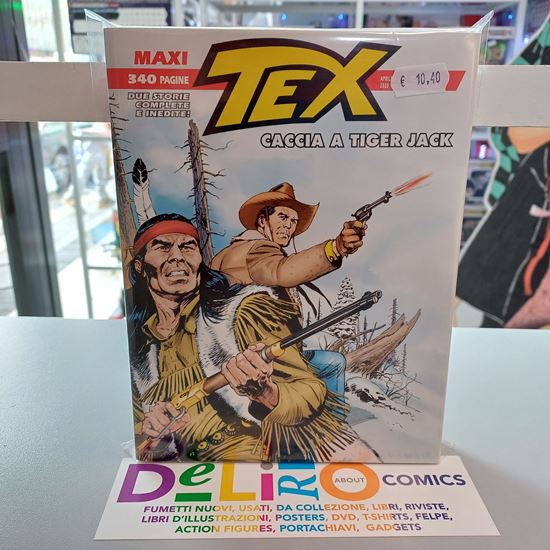 MAXI
340 PAGINE
DUE STORIE
COMPLETE
E INEDITE!
TEX
€ 10,40
CACCIA A TIGER JACK
DeLiRiO ABOUT COMICS
FUMETTI NUOVI, USATI, DA COLLEZIONE, LIBRI, RIVISTE,
LIBRI D'ILLUSTRAZIONI, POSTERS, DVD, T-SHIRTS, FELPE,
ACTION FIGURES, PORTACHIAVI, GADGETS